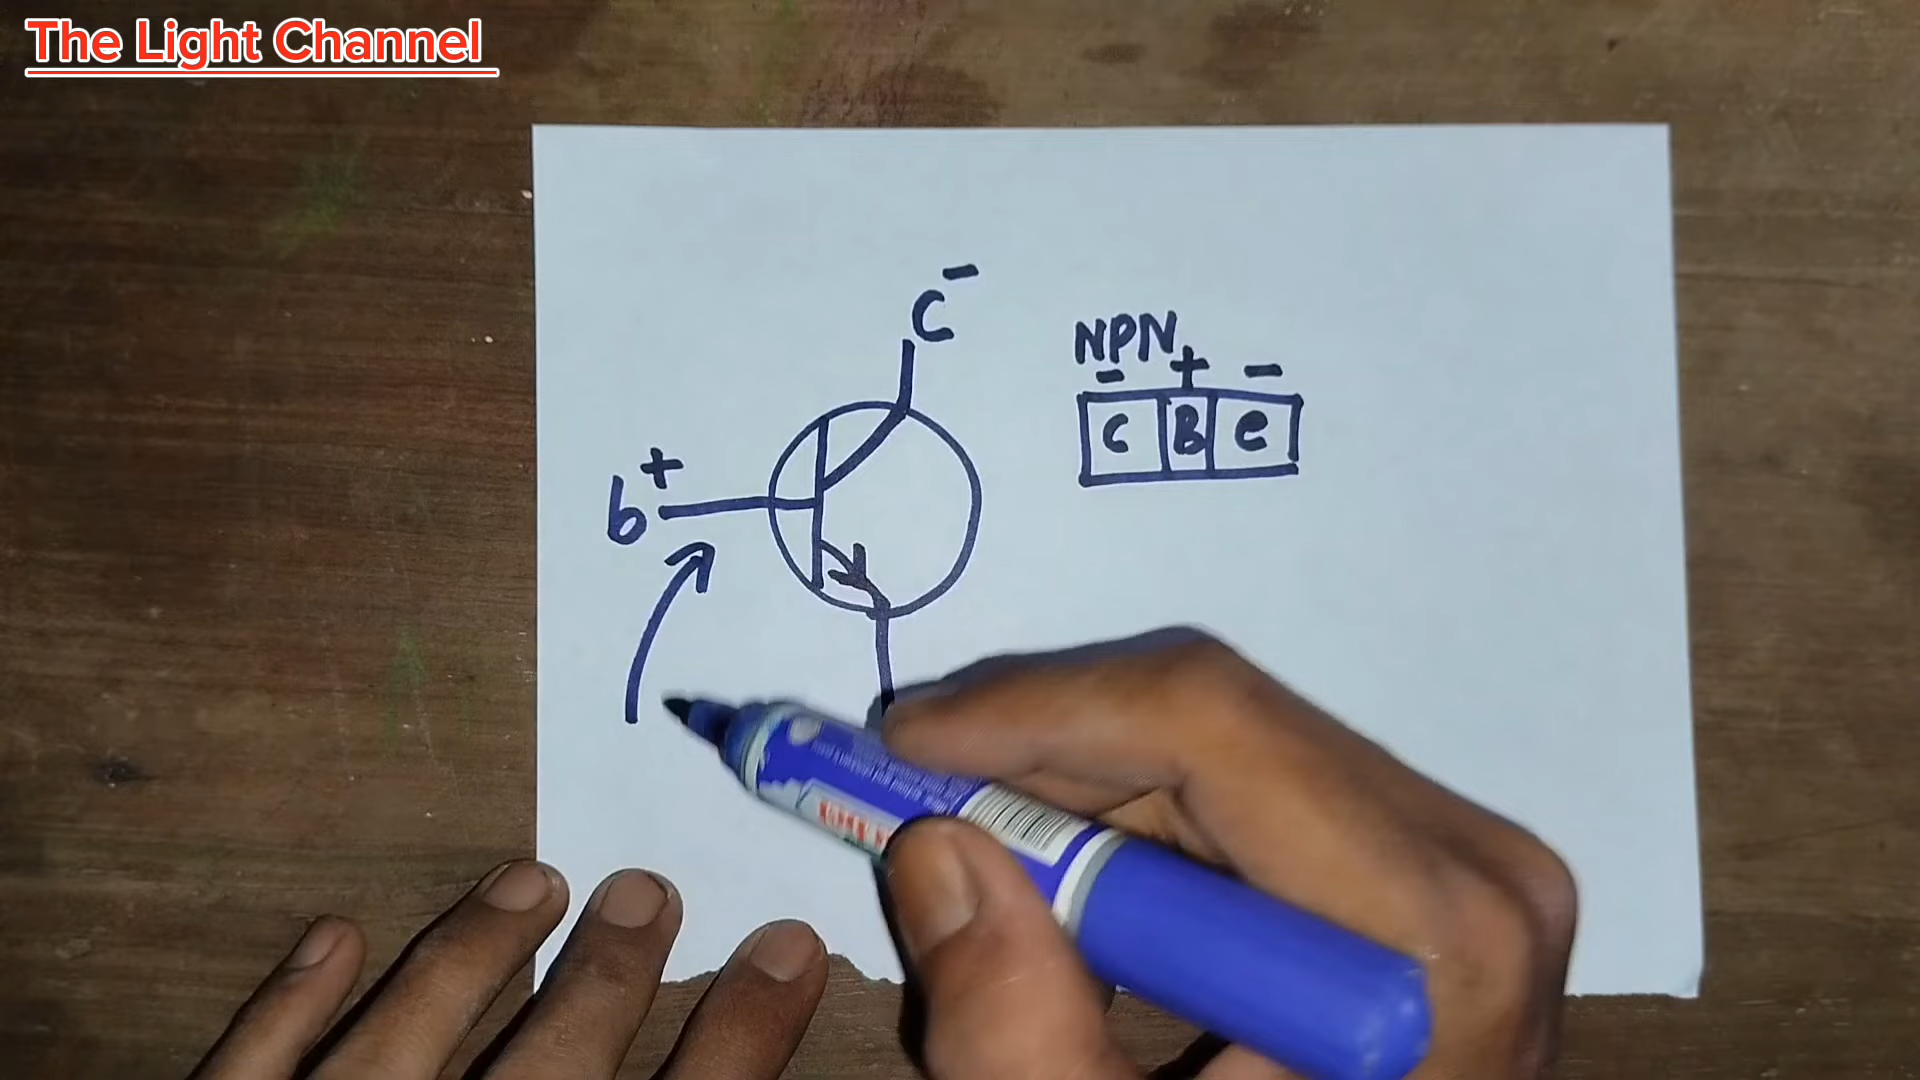 The Light Channel
C -
NPN
- + -
C B e
b +